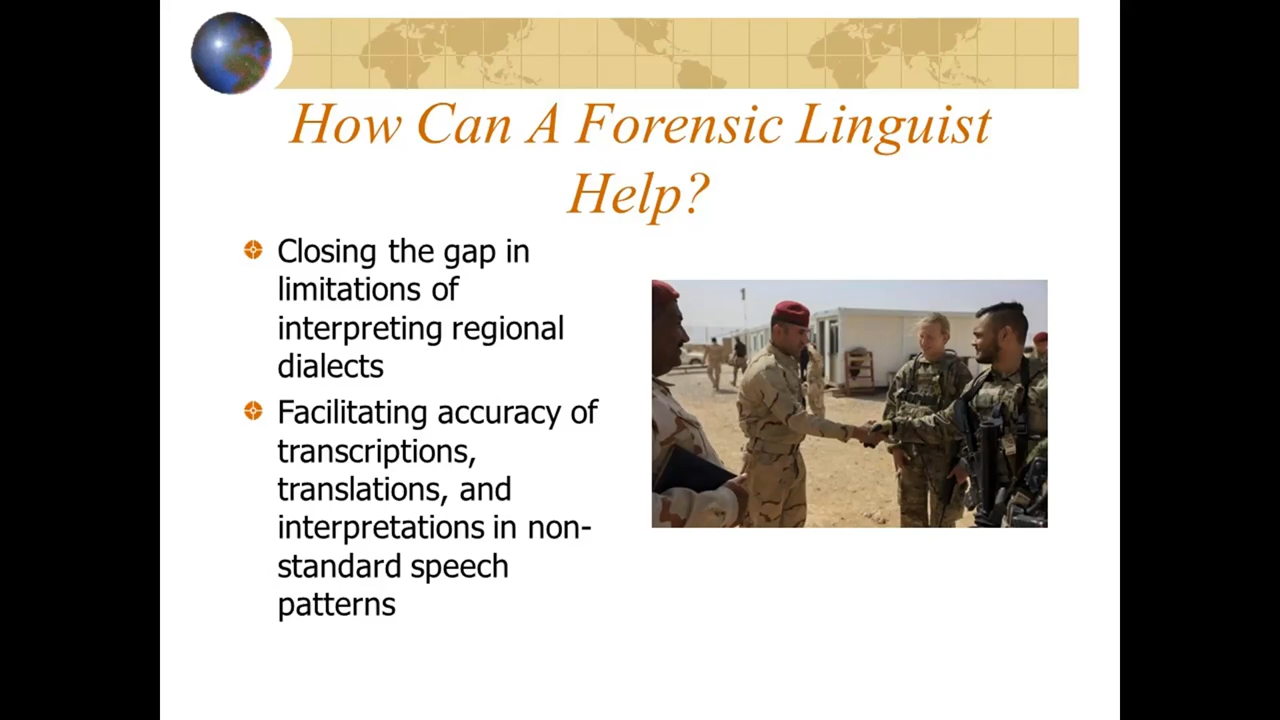 How Can A Forensic Linguist
Help?
Closing the gap in
limitations of
interpreting regional
dialects
Facilitating accuracy of
transcriptions,
translations, and
interpretations in non-
standard speech
patterns